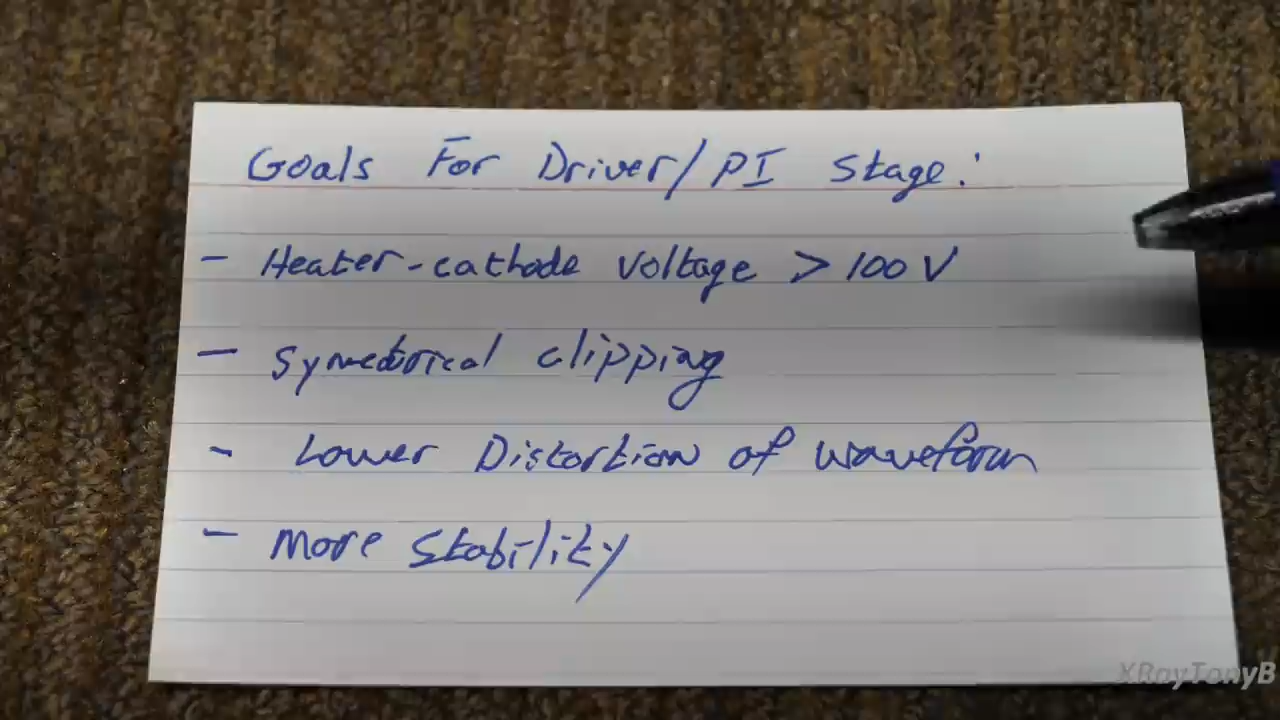 Goals For Driver/PI Stage:
- Heater-cathode voltage > 100 V
- Symetrical clipping
- Lower Distortion of waveform
- More Stability
XRayTonyB